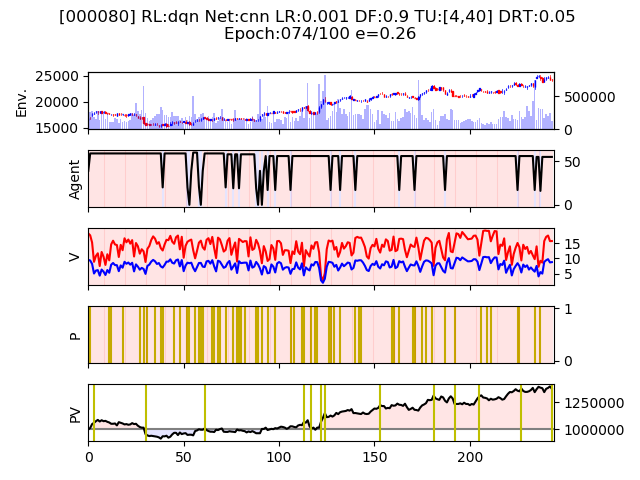 [000080] RL:dqn Net:cnn LR:0.001 DF:0.9 TU:[4,40] DRT:0.05
Epoch:074/100 e=0.26
Env.
25000
20000
15000
500000
0
Agent
50
0
V
15
10
5
P
1
0
PV
1250000
1000000
0 50 100 150 200